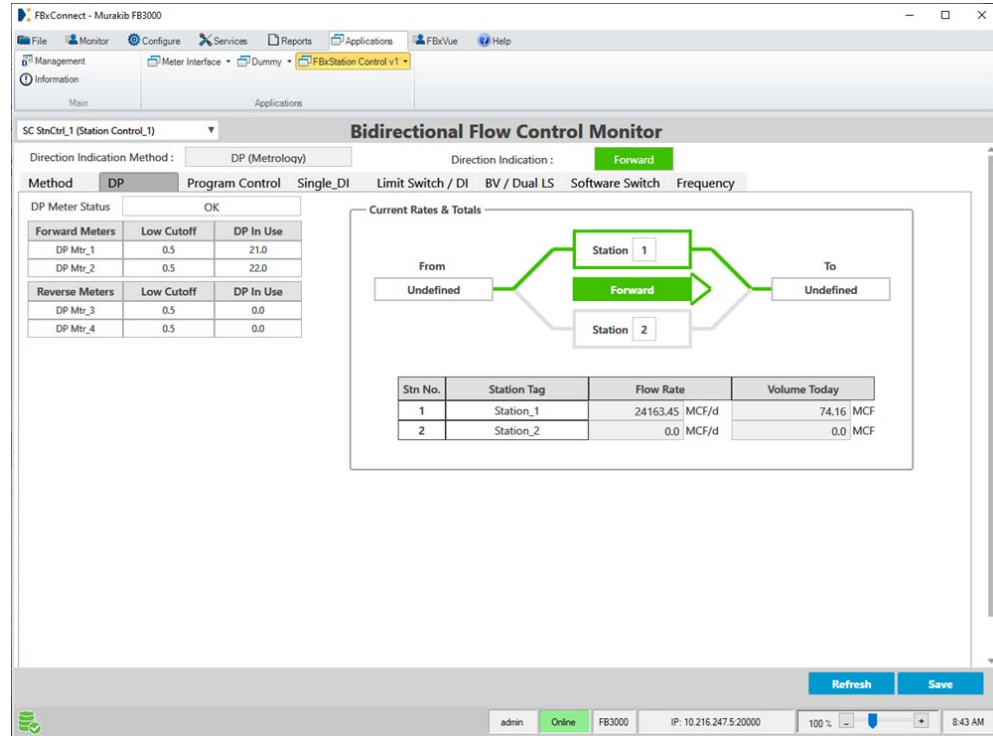 FBxConnect - Murakib FB3000
File Monitor Configure Services Reports Applications FBxVue Help
Management
Information
Main
Meter Interface Dummy FBxStation Control v1
Applications
SC StnCtrl_1 (Station Control_1)
Bidirectional Flow Control Monitor
Direction Indication Method : DP (Metrology) Direction Indication : Forward
Method DP Program Control Single_DI Limit Switch / DI BV / Dual LS Software Switch Frequency
DP Meter Status OK
Forward Meters Low Cutoff DP In Use
DP Mtr_1 0.5 21.0
DP Mtr_2 0.5 22.0
Reverse Meters Low Cutoff DP In Use
DP Mtr_3 0.5 0.0
DP Mtr_4 0.5 0.0
Current Rates & Totals
Station 1
From To
Undefined Forward Undefined
Station 2
Stn No. Station Tag Flow Rate Volume Today
1 Station_1 24163.45 MCF/d 74.16 MCF
2 Station_2 0.0 MCF/d 0.0 MCF
Refresh Save
admin Online FB3000 IP: 10.216.247.5:20000 100 % - + 8:43 AM